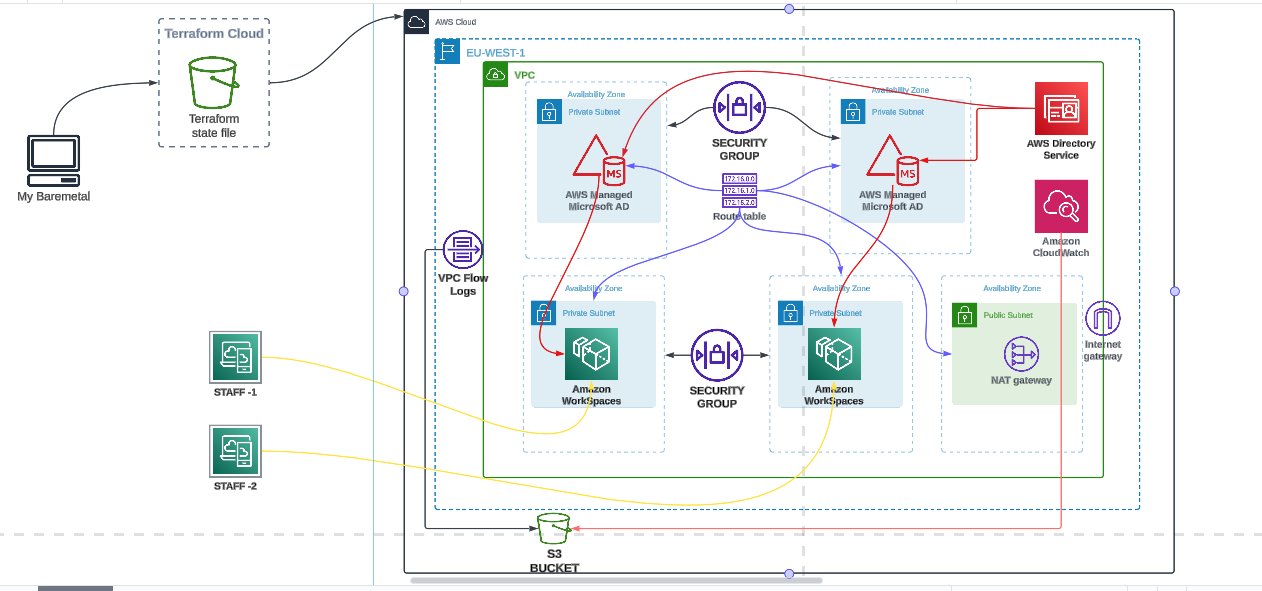 Terraform Cloud
Terraform
state file
My Baremetal
AWS Cloud
EU-WEST-1
VPC
Availability Zone
Private Subnet
MS
AWS Managed
Microsoft AD
SECURITY
GROUP
172.16.0.0
172.16.1.0
172.16.2.0
Route table
Availability Zone
Private Subnet
MS
AWS Managed
Microsoft AD
AWS Directory
Service
Amazon
CloudWatch
VPC Flow
Logs
Availability Zone
Private Subnet
Amazon
WorkSpaces
SECURITY
GROUP
Availability Zone
Private Subnet
Amazon
WorkSpaces
Availability Zone
Public Subnet
NAT gateway
Internet
gateway
STAFF -1
STAFF -2
S3
BUCKET